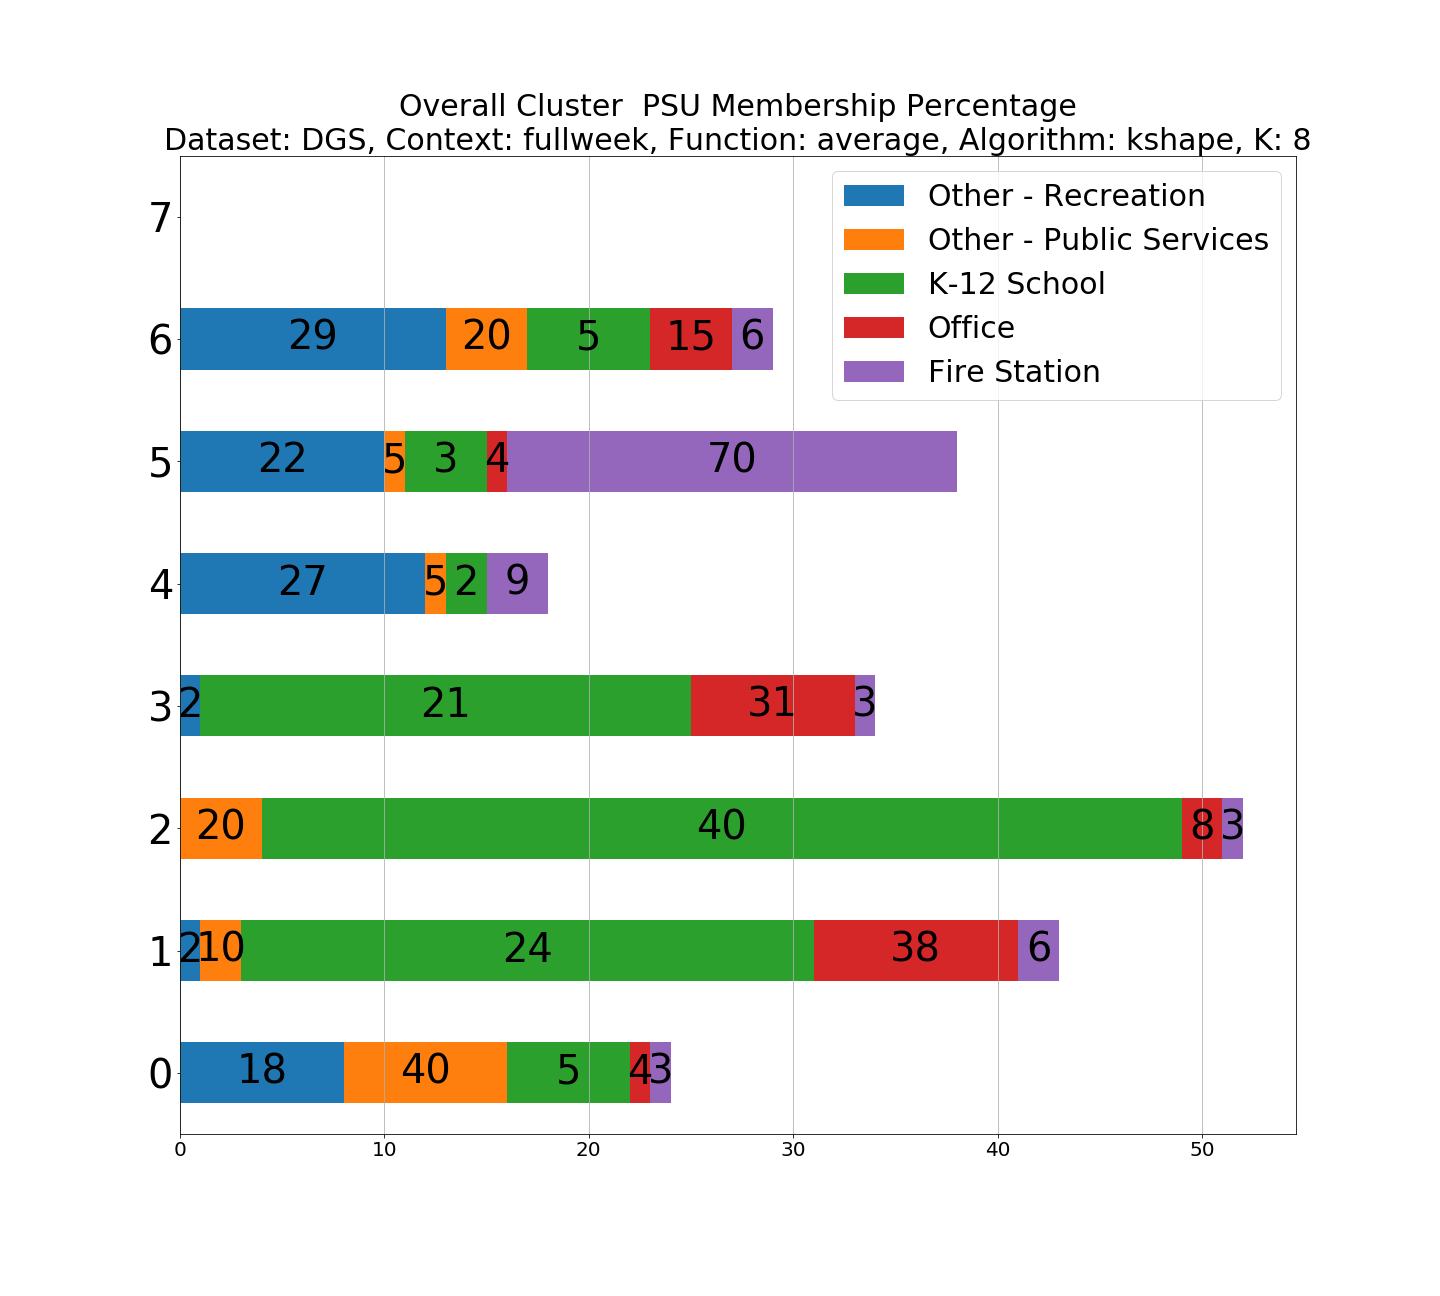 Overall Cluster  PSU Membership Percentage
Dataset: DGS, Context: fullweek, Function: average, Algorithm: kshape, K: 8
Other - Recreation
Other - Public Services
K-12 School
Office
Fire Station
7
6 29 20 5 15 6
5 22 5 3 4 70
4 27 5 2 9
3 2 21 31 3
2 20 40 8 3
1 2 10 24 38 6
0 18 40 5 4 3
0 10 20 30 40 50